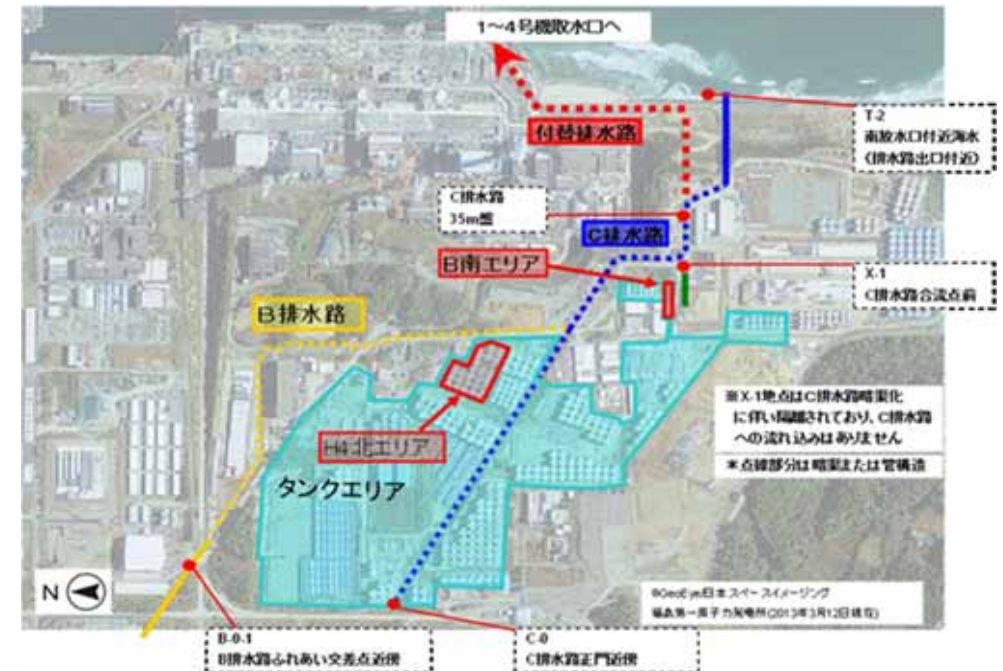 1~4号機取水口へ
付替排水路
T-2
南放水口付近海水
(排水路出口付近)
C排水路
35m盤
C排水路
B南エリア
X-1
C排水路合流点前
B排水路
H4北エリア
タンクエリア
※X-1地点はC排水路暗渠化
に伴い隔離されており、C排水路
への流れ込みはありません
*点線部分は暗渠または管構造
N
©GeoEye/日本スペースイメージング
福島第一原子力発電所(2013年3月12日現在)
B-0-1
B排水路ふれあい交差点近傍
C-0
C排水路正門近傍